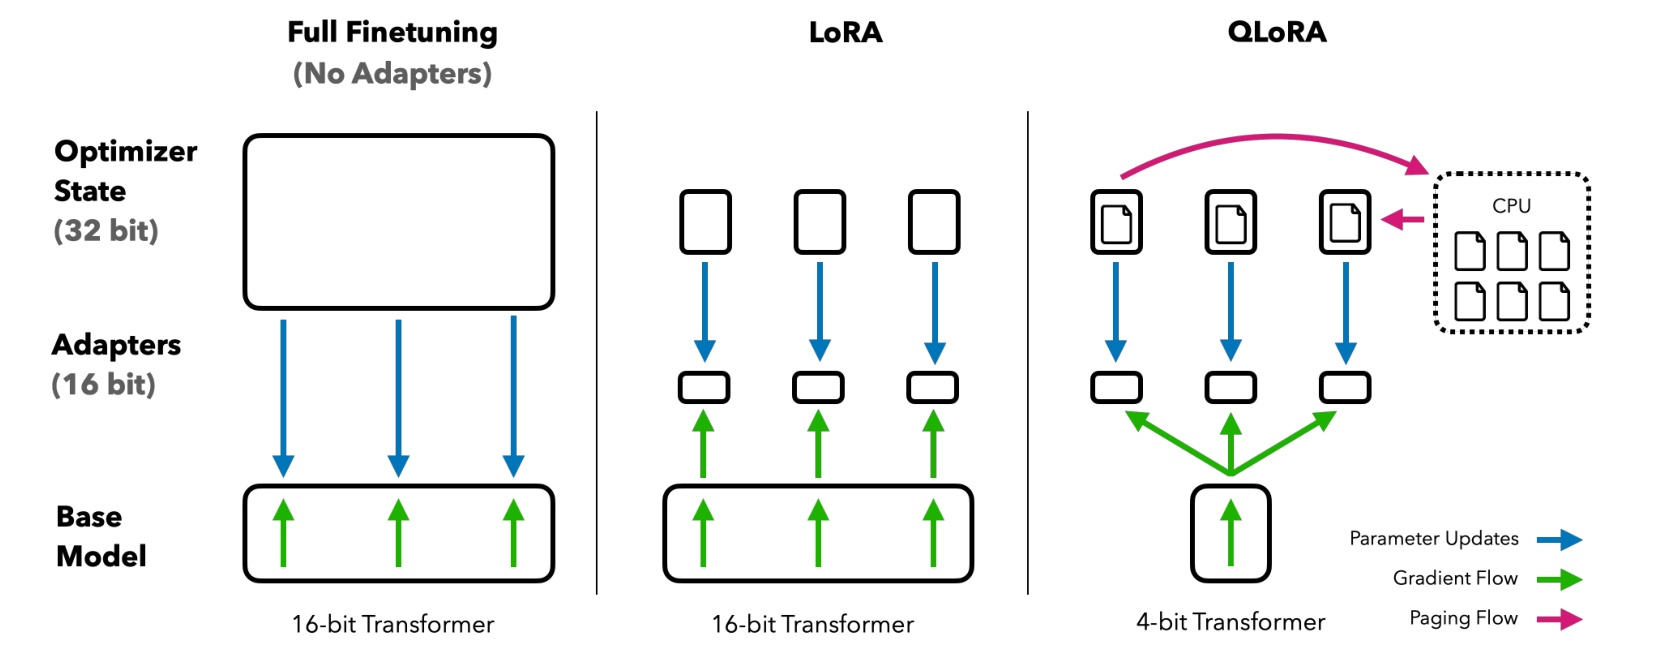 Full Finetuning
(No Adapters)
LoRA
QLoRA
Optimizer
State
(32 bit)
CPU
Adapters
(16 bit)
Base
Model
Parameter Updates
Gradient Flow
Paging Flow
16-bit Transformer
16-bit Transformer
4-bit Transformer